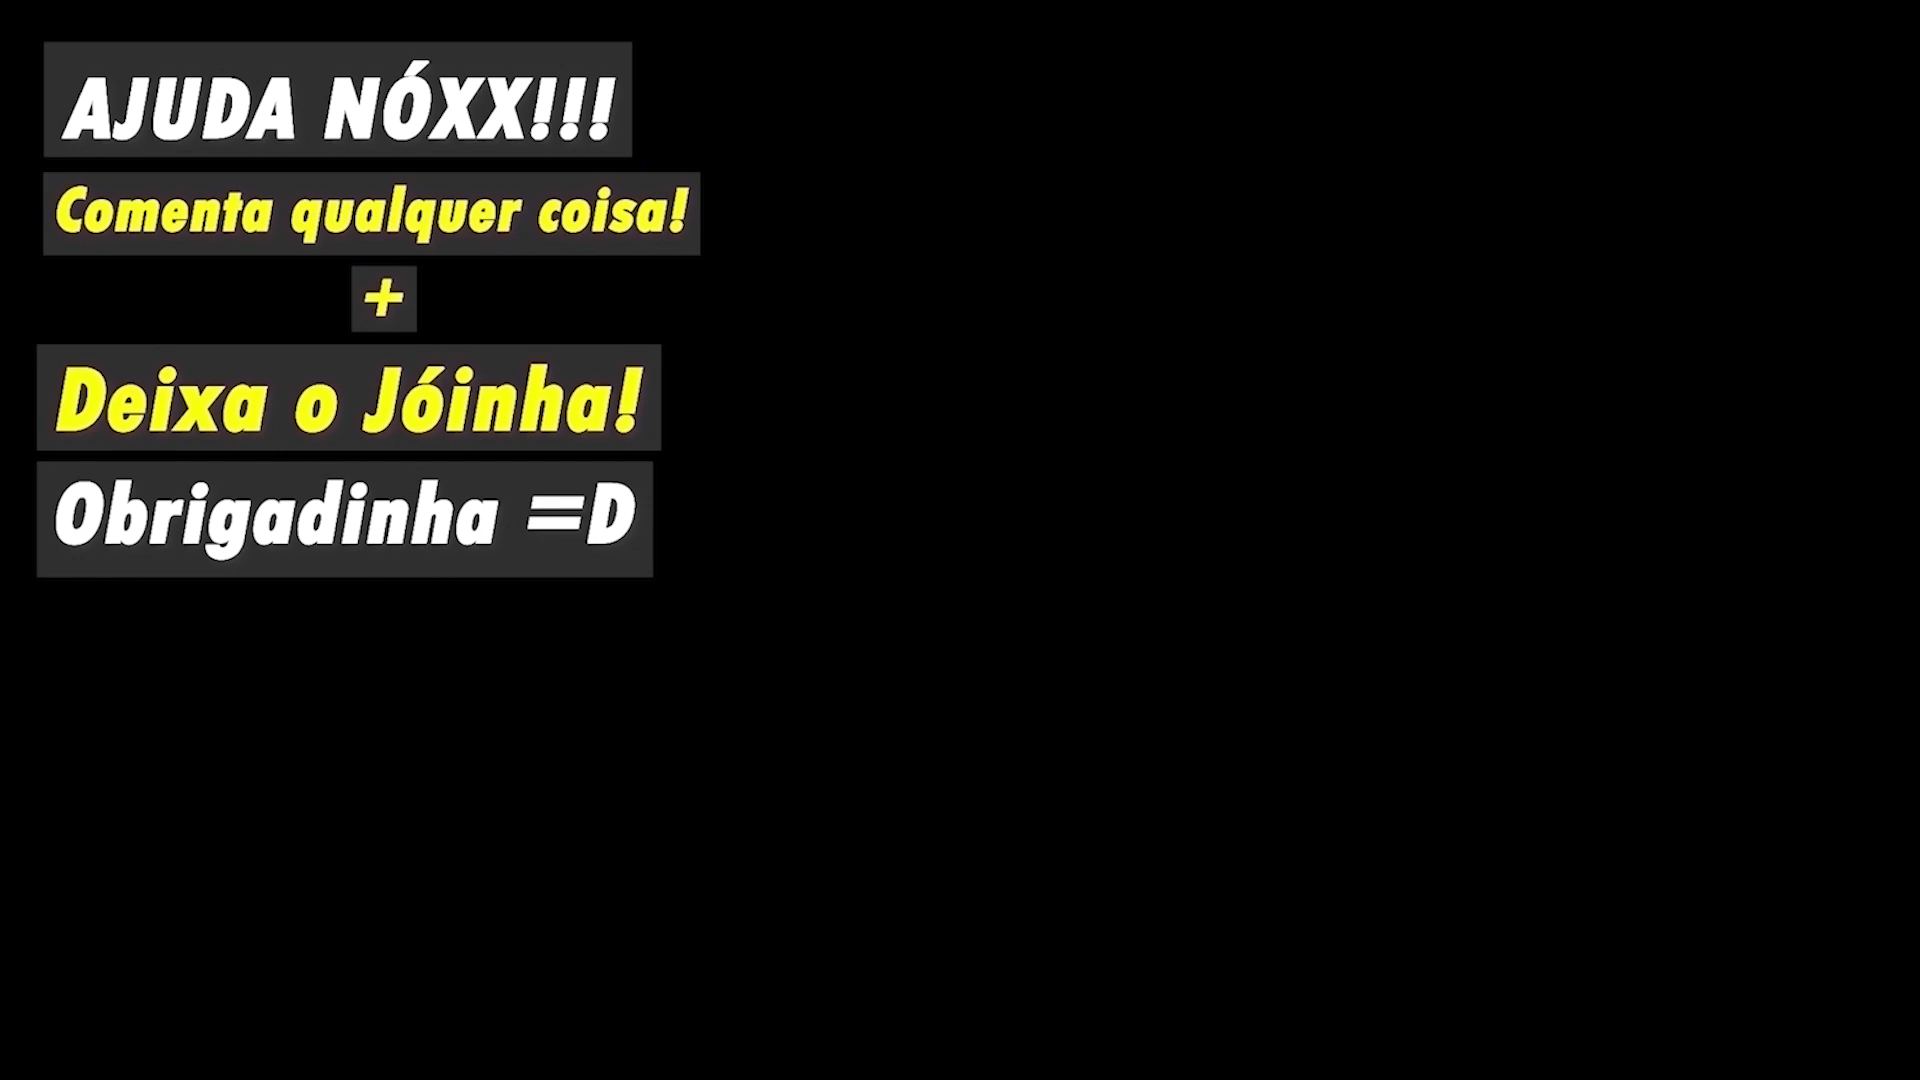 AJUDA NÓXX!!!
Comenta qualquer coisa!
+
Deixa o Jóinha!
Obrigadinha =D